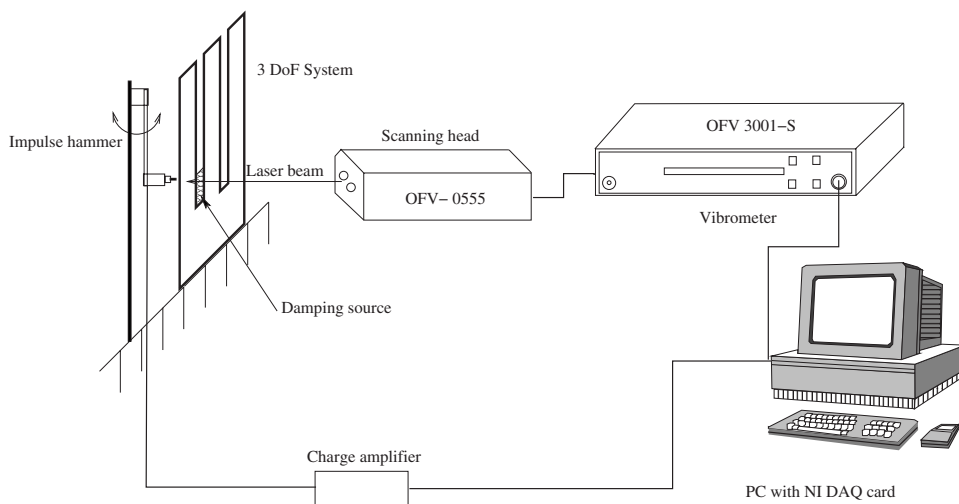 3 DoF System
Impulse hammer
Scanning head
OFV 3001-S
Laser beam
OFV- 0555
Vibrometer
Damping source
Charge amplifier
PC with NI DAQ card